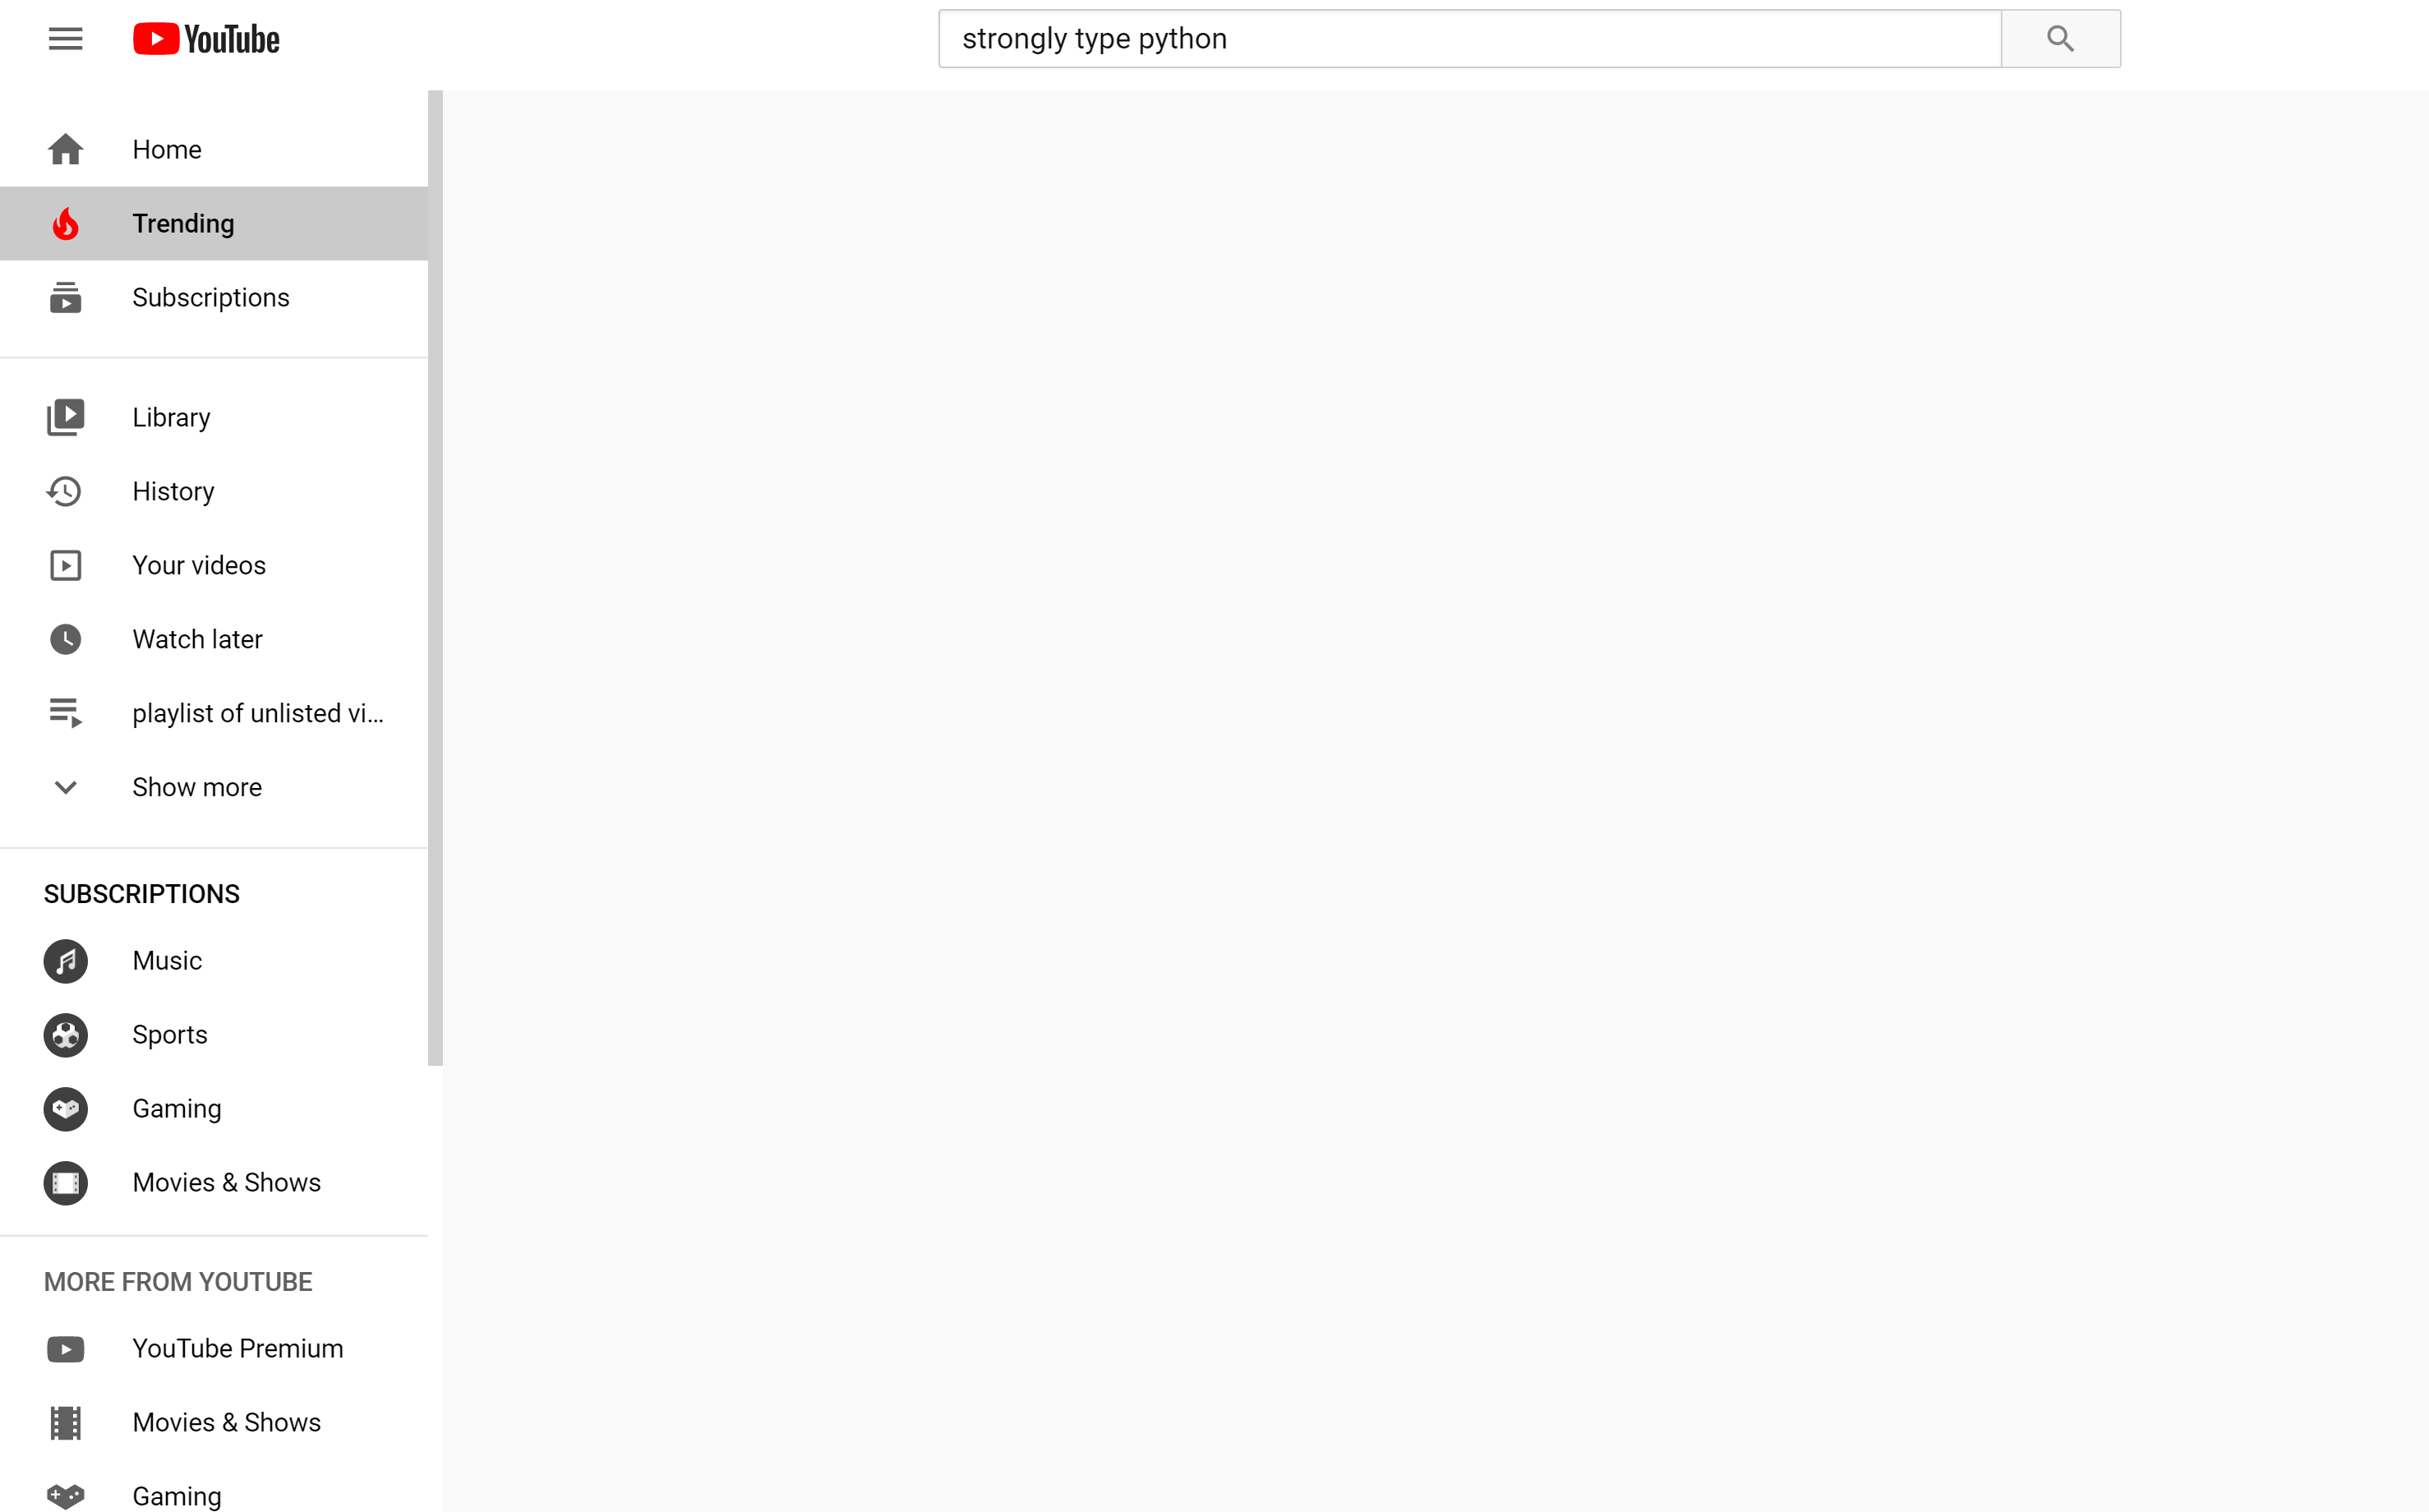 YouTube
strongly type python
Home
Trending
Subscriptions
Library
History
Your videos
Watch later
playlist of unlisted vi...
Show more
SUBSCRIPTIONS
Music
Sports
Gaming
Movies & Shows
MORE FROM YOUTUBE
YouTube Premium
Movies & Shows
Gaming